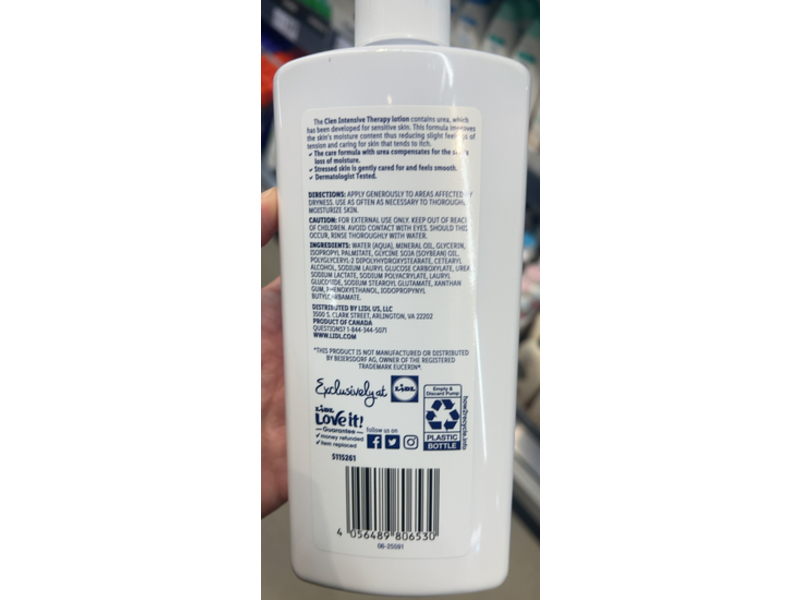 The Cien Intensive Therapy lotion contains urea, which
has been developed for sensitive skin. This formula improves
the skin's moisture content thus reducing slight feelings of
tension and caring for skin that tends to itch.
✓ The care formula with urea compensates for the skin's
loss of moisture.
✓ Stressed skin is gently cared for and feels smooth.
✓ Dermatologist Tested.
DIRECTIONS: APPLY GENEROUSLY TO AREAS AFFECTED BY
DRYNESS. USE AS OFTEN AS NECESSARY TO THOROUGHL
MOISTURIZE SKIN.
CAUTION: FOR EXTERNAL USE ONLY. KEEP OUT OF REAC
OF CHILDREN. AVOID CONTACT WITH EYES. SHOULD THIS
OCCUR, RINSE THOROUGHLY WITH WATER.
INGREDIENTS: WATER (AQUA), MINERAL OIL, GLYCERIN,
ISOPROPYL PALMITATE, GLYCINE SOJA (SOYBEAN) OIL,
POLYGLYCERYL-2 DIPOLYHYDROXYSTEARATE, CETEARYL
ALCOHOL, SODIUM LAURYL GLUCOSE CARBOXYLATE, UREA,
SODIUM LACTATE, SODIUM POLYACRYLATE, LAURYL
GLUCOSIDE, SODIUM STEAROYL GLUTAMATE, XANTHAN
GUM, PHENOXYETHANOL, IODOPROPYNYL
BUTYLCARBAMATE.
DISTRIBUTED BY LIDL US, LLC
3500 S. CLARK STREET, ARLINGTON, VA 22202
PRODUCT OF CANADA
QUESTIONS? 1-844-344-5071
WWW.LIDL.COM
*THIS PRODUCT IS NOT MANUFACTURED OR DISTRIBUTED
BY BEIERSDORF AG, OWNER OF THE REGISTERED
TRADEMARK EUCERIN®.
Exclusively at LIDL
Empty &
Discard Pump
PLASTIC
BOTTLE
how2recycle.info
LIDL
Love it!
Guarantee
✓ money refunded
✓ item replaced
follow us on
5115261
4 056489 806530
06-20591